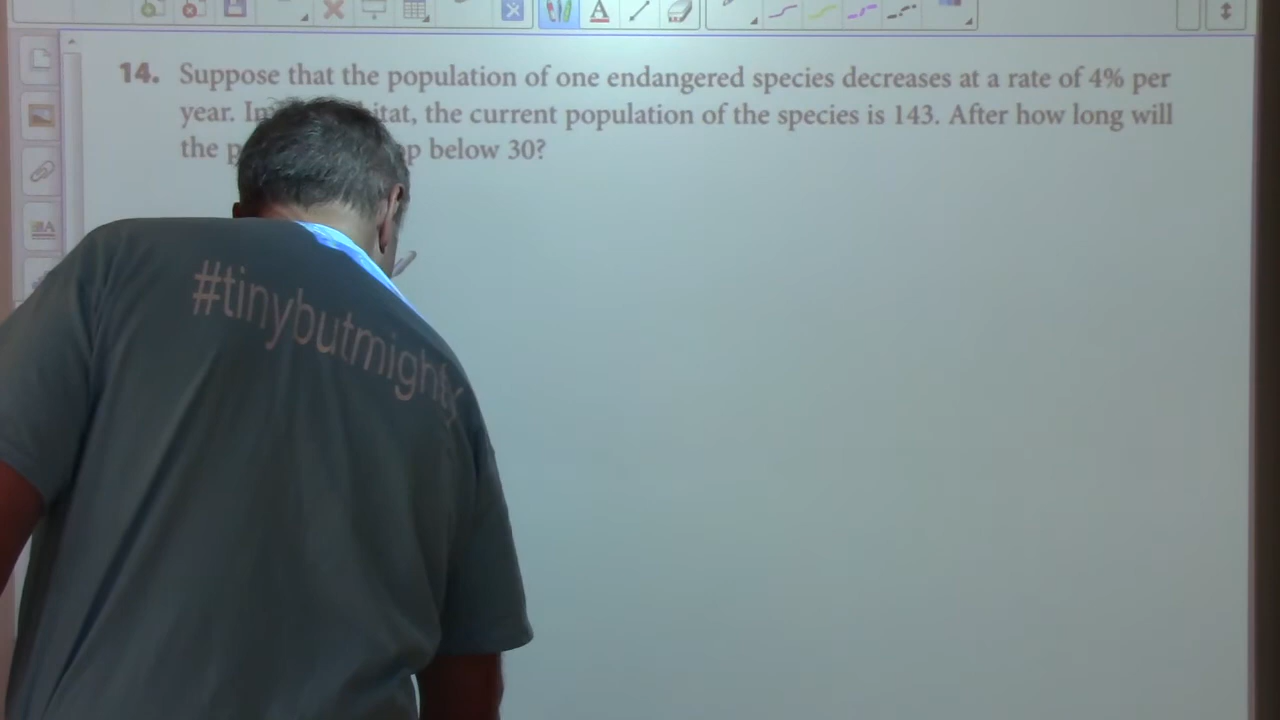 14. Suppose that the population of one endangered species decreases at a rate of 4% per
year. In the current population of the species is 143. After how long will
the below 30?
#tinybutmighty
A
A